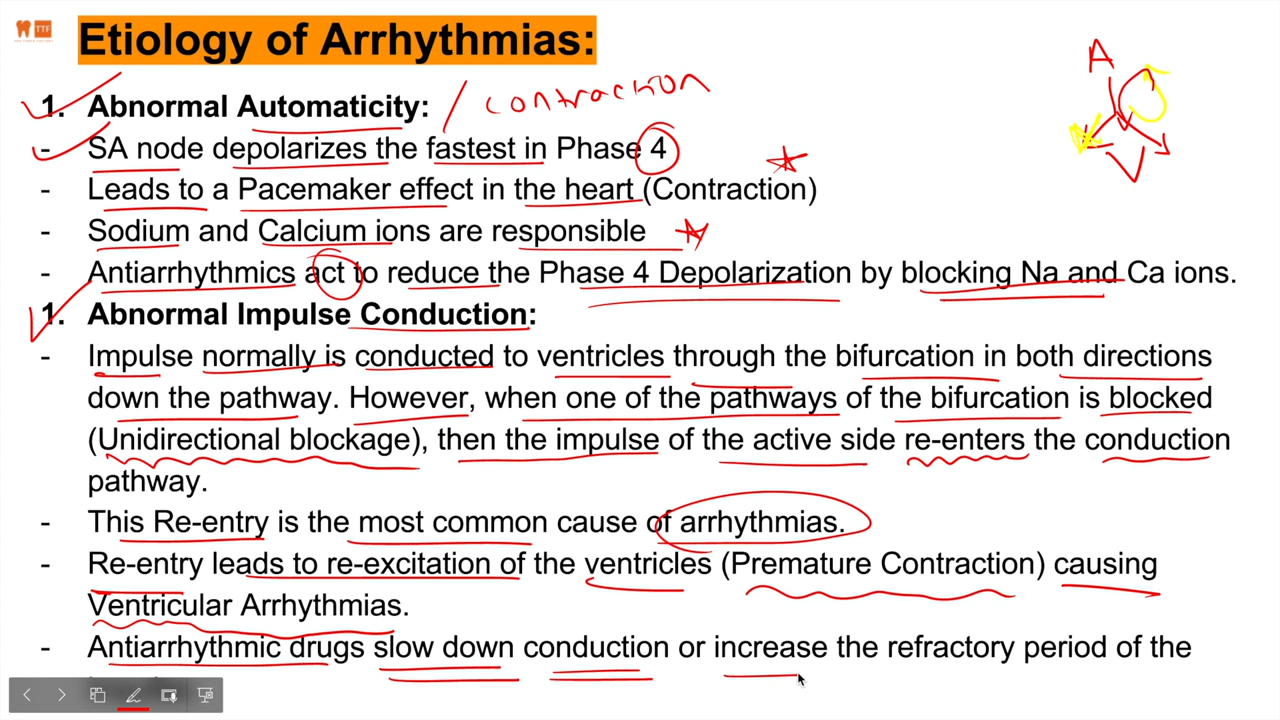 TTF
Etiology of Arrhythmias:
A
1. Abnormal Automaticity: / contraction
- SA node depolarizes the fastest in Phase 4
V
- Leads to a Pacemaker effect in the heart (Contraction)
- Sodium and Calcium ions are responsible
- Antiarrhythmics act to reduce the Phase 4 Depolarization by blocking Na and Ca ions.
1. Abnormal Impulse Conduction:
- Impulse normally is conducted to ventricles through the bifurcation in both directions
down the pathway. However, when one of the pathways of the bifurcation is blocked
(Unidirectional blockage), then the impulse of the active side re-enters the conduction
pathway.
- This Re-entry is the most common cause of arrhythmias.
- Re-entry leads to re-excitation of the ventricles (Premature Contraction) causing
Ventricular Arrhythmias.
- Antiarrhythmic drugs slow down conduction or increase the refractory period of the